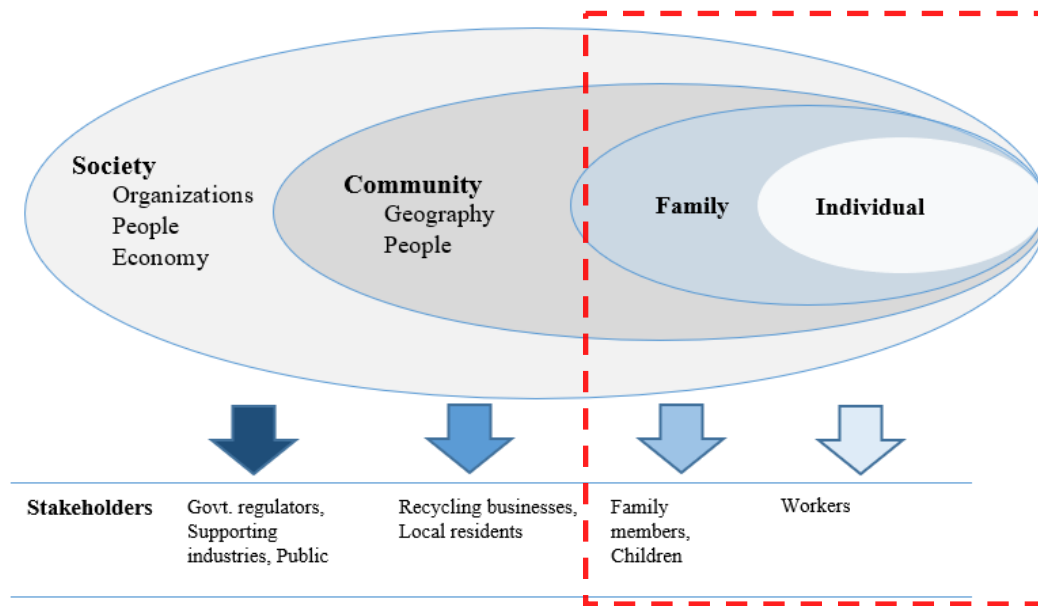 Society
Organizations
People
Economy
Community
Geography
People
Family
Individual
Stakeholders
Govt. regulators,
Supporting
industries, Public
Recycling businesses,
Local residents
Family
members,
Children
Workers